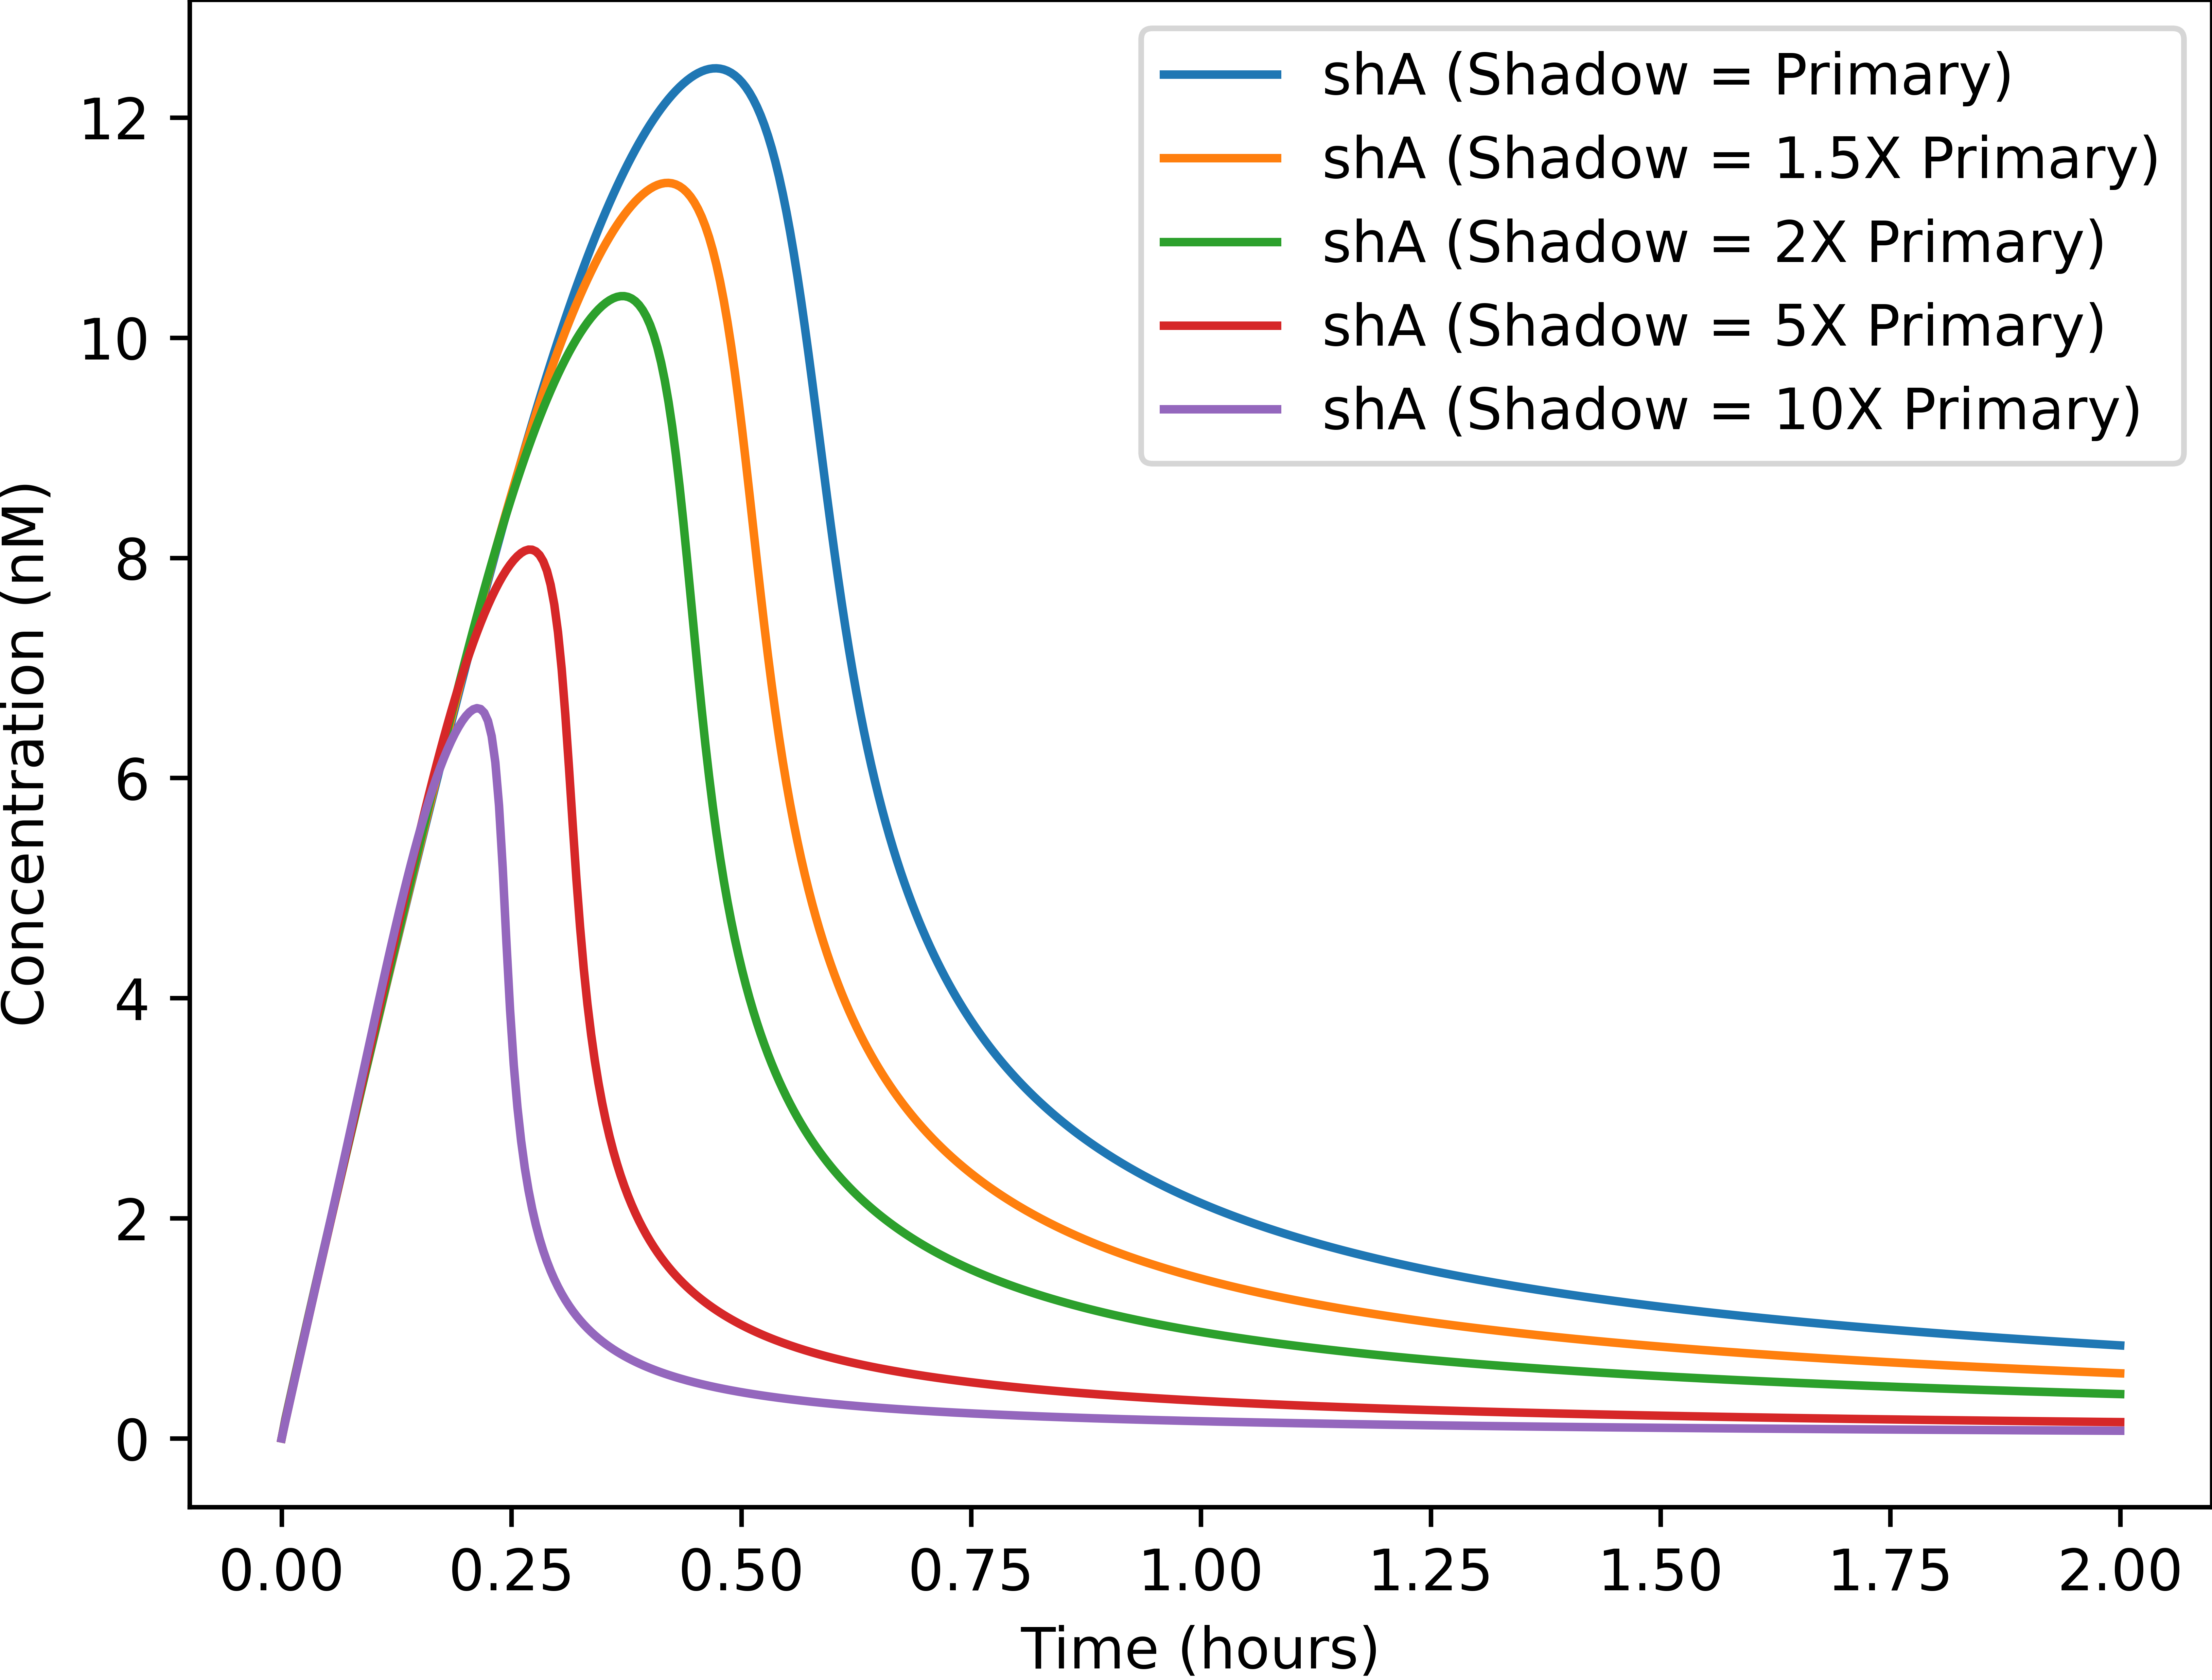 shA (Shadow = Primary)
shA (Shadow = 1.5X Primary)
shA (Shadow = 2X Primary)
shA (Shadow = 5X Primary)
shA (Shadow = 10X Primary)
Concentration (nM)
12
10
8
6
4
2
0
0.00 0.25 0.50 0.75 1.00 1.25 1.50 1.75 2.00
Time (hours)